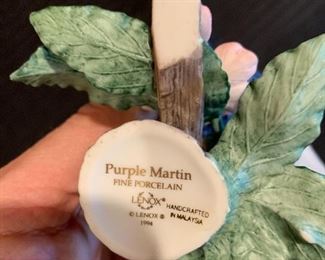 Purple Martin
FINE PORCELAIN
LENOX®
HANDCRAFTED
IN MALAYSIA
© LENOX®
1994